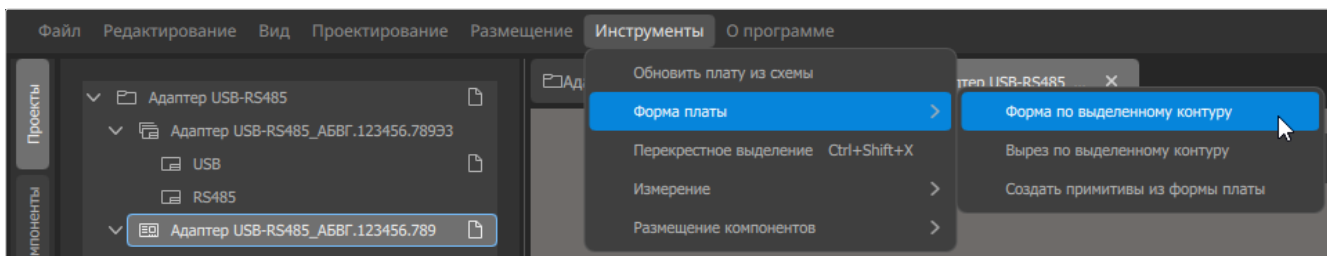 Файл Редактирование Вид Проектирование Размещение Инструменты О программе
Проекты
Адаптер USB-RS485
Адаптер USB-RS485_АБВГ.123456.789ЭЗ
USB
RS485
Адаптер USB-RS485_АБВГ.123456.789
Обновить плату из схемы
Форма платы
Перекрестное выделение Ctrl+Shift+X
Измерение
Размещение компонентов
USB-RS485 ...
Форма по выделенному контуру
Вырез по выделенному контуру
Создать примитивы из формы платы